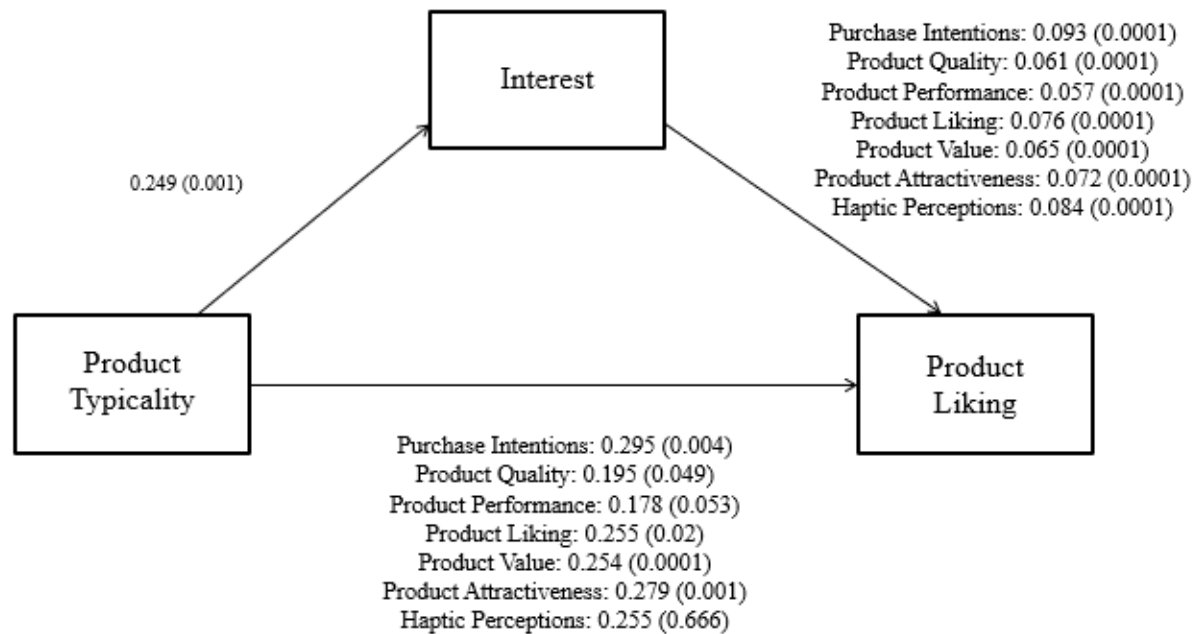 Interest
Purchase Intentions: 0.093 (0.0001)
Product Quality: 0.061 (0.0001)
Product Performance: 0.057 (0.0001)
Product Liking: 0.076 (0.0001)
Product Value: 0.065 (0.0001)
Product Attractiveness: 0.072 (0.0001)
Haptic Perceptions: 0.084 (0.0001)
0.249 (0.001)
Product
Typicality
Product
Liking
Purchase Intentions: 0.295 (0.004)
Product Quality: 0.195 (0.049)
Product Performance: 0.178 (0.053)
Product Liking: 0.255 (0.02)
Product Value: 0.254 (0.0001)
Product Attractiveness: 0.279 (0.001)
Haptic Perceptions: 0.255 (0.666)